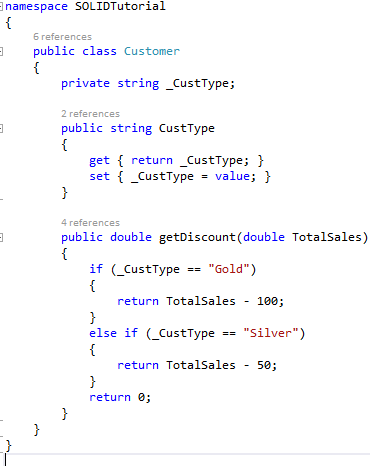 namespace SOLIDTutorial
{
6 references
public class Customer
{
private string _CustType;
2 references
public string CustType
{
get { return _CustType; }
set { _CustType = value; }
}
4 references
public double getDiscount(double TotalSales)
{
if (_CustType == "Gold")
{
return TotalSales - 100;
}
else if (_CustType == "Silver")
{
return TotalSales - 50;
}
return 0;
}
}
}